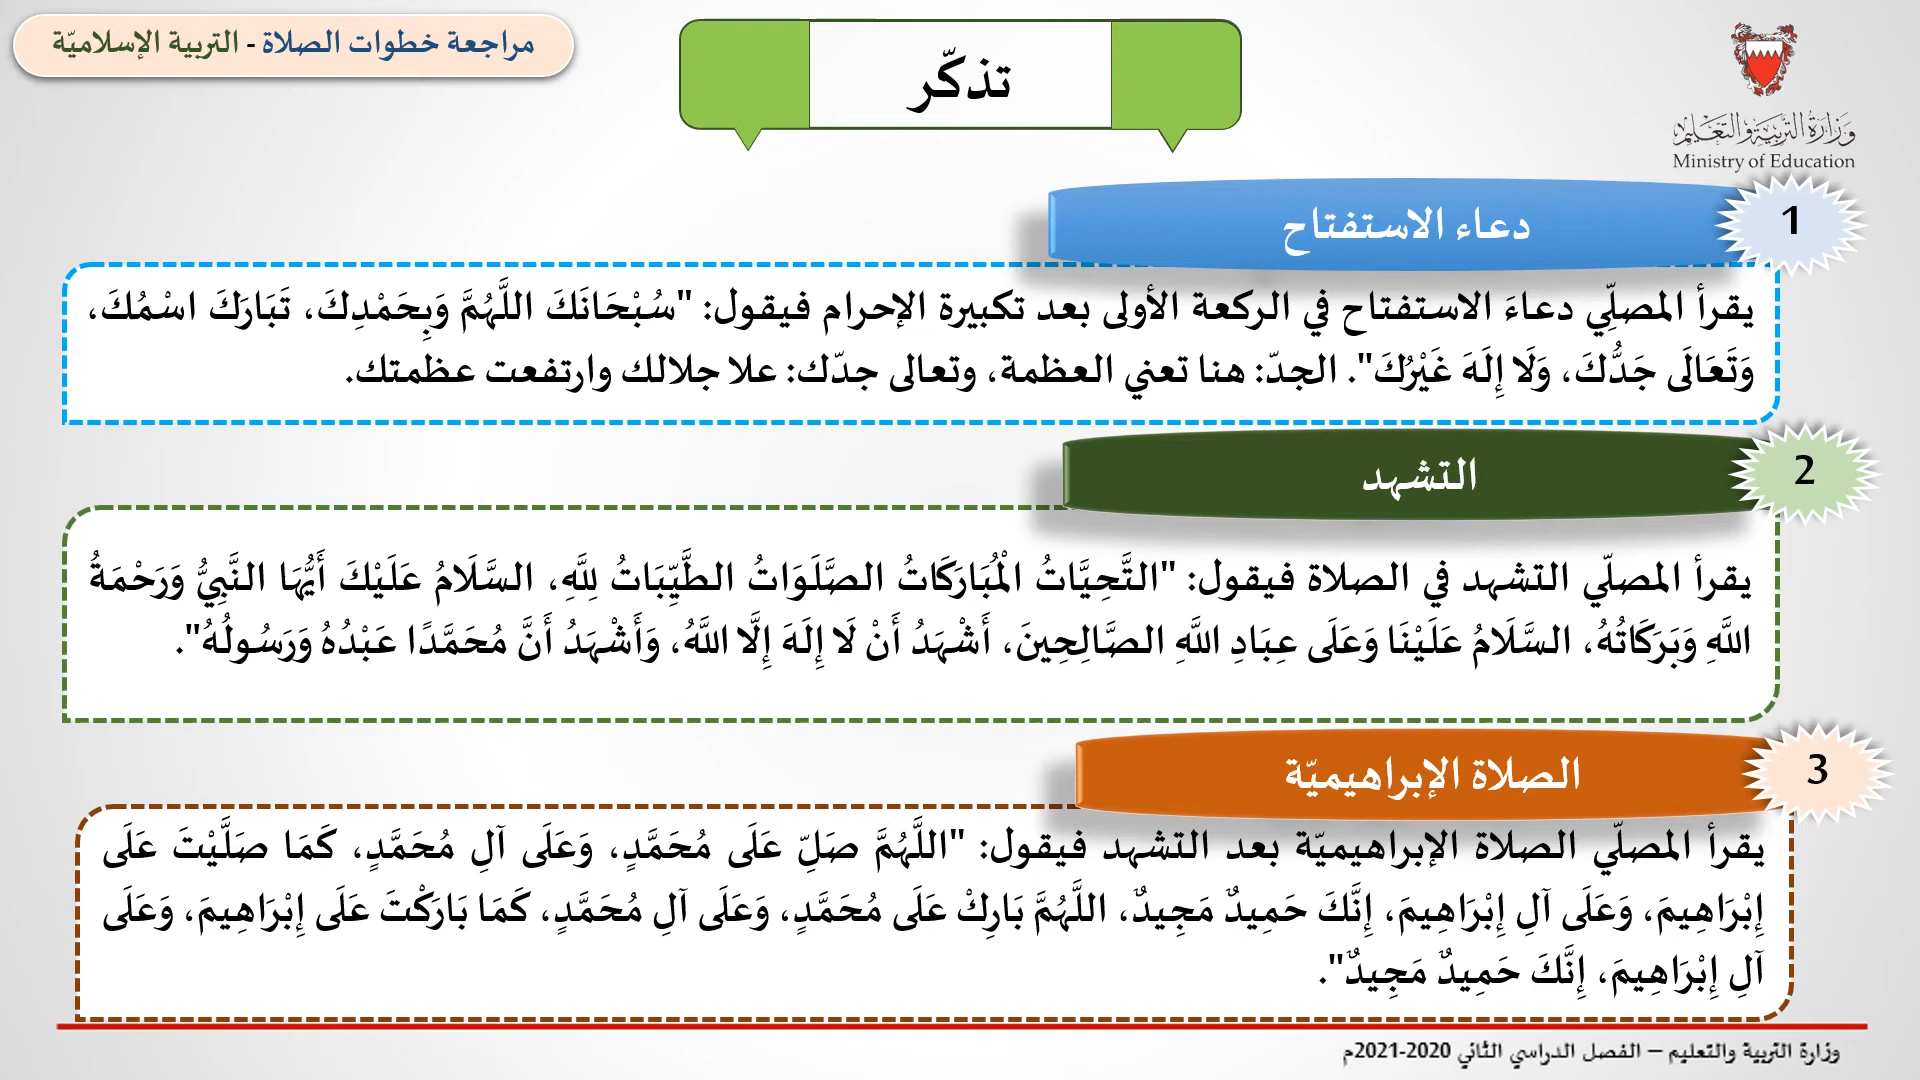 مراجعة خطوات الصلاة - التربية الإسلاميّة
تذكّر
وزارة التربية والتعليم
Ministry of Education
1
دعاء الاستفتاح
يقرأ المصلِّي دعاءَ الاستفتاح في الركعة الأولى بعد تكبيرة الإحرام فيقول: "سُبْحَانَكَ اللَّهُمَّ وَبِحَمْدِكَ، تَبَارَكَ اسْمُكَ،
وَتَعَالَى جَدُّكَ، وَلَا إِلَهَ غَيْرُكَ". الجدّ: هنا تعني العظمة، وتعالى جدّك: علا جلالك وارتفعت عظمتك.
2
التشهد
يقرأ المصلّي التشهد في الصلاة فيقول: "التَّحِيَّاتُ الْمُبَارَكَاتُ الصَّلَوَاتُ الطَّيِّبَاتُ لِلَّهِ، السَّلَامُ عَلَيْكَ أَيُّهَا النَّبِيُّ وَرَحْمَةُ
اللَّهِ وَبَرَكَاتُهُ، السَّلَامُ عَلَيْنَا وَعَلَى عِبَادِ اللَّهِ الصَّالِحِينَ، أَشْهَدُ أَنْ لَا إِلَهَ إِلَّا اللَّهُ، وَأَشْهَدُ أَنَّ مُحَمَّدًا عَبْدُهُ وَرَسُولُهُ".
3
الصلاة الإبراهيميّة
يقرأ المصلّي الصلاة الإبراهيميّة بعد التشهد فيقول: "اللَّهُمَّ صَلِّ عَلَى مُحَمَّدٍ، وَعَلَى آلِ مُحَمَّدٍ، كَمَا صَلَّيْتَ عَلَى
إِبْرَاهِيمَ، وَعَلَى آلِ إِبْرَاهِيمَ، إِنَّكَ حَمِيدٌ مَجِيدٌ، اللَّهُمَّ بَارِكْ عَلَى مُحَمَّدٍ، وَعَلَى آلِ مُحَمَّدٍ، كَمَا بَارَكْتَ عَلَى إِبْرَاهِيمَ، وَعَلَى
آلِ إِبْرَاهِيمَ، إِنَّكَ حَمِيدٌ مَجِيدٌ".
وزارة التربية والتعليم – الفصل الدراسي الثاني 2020-2021م